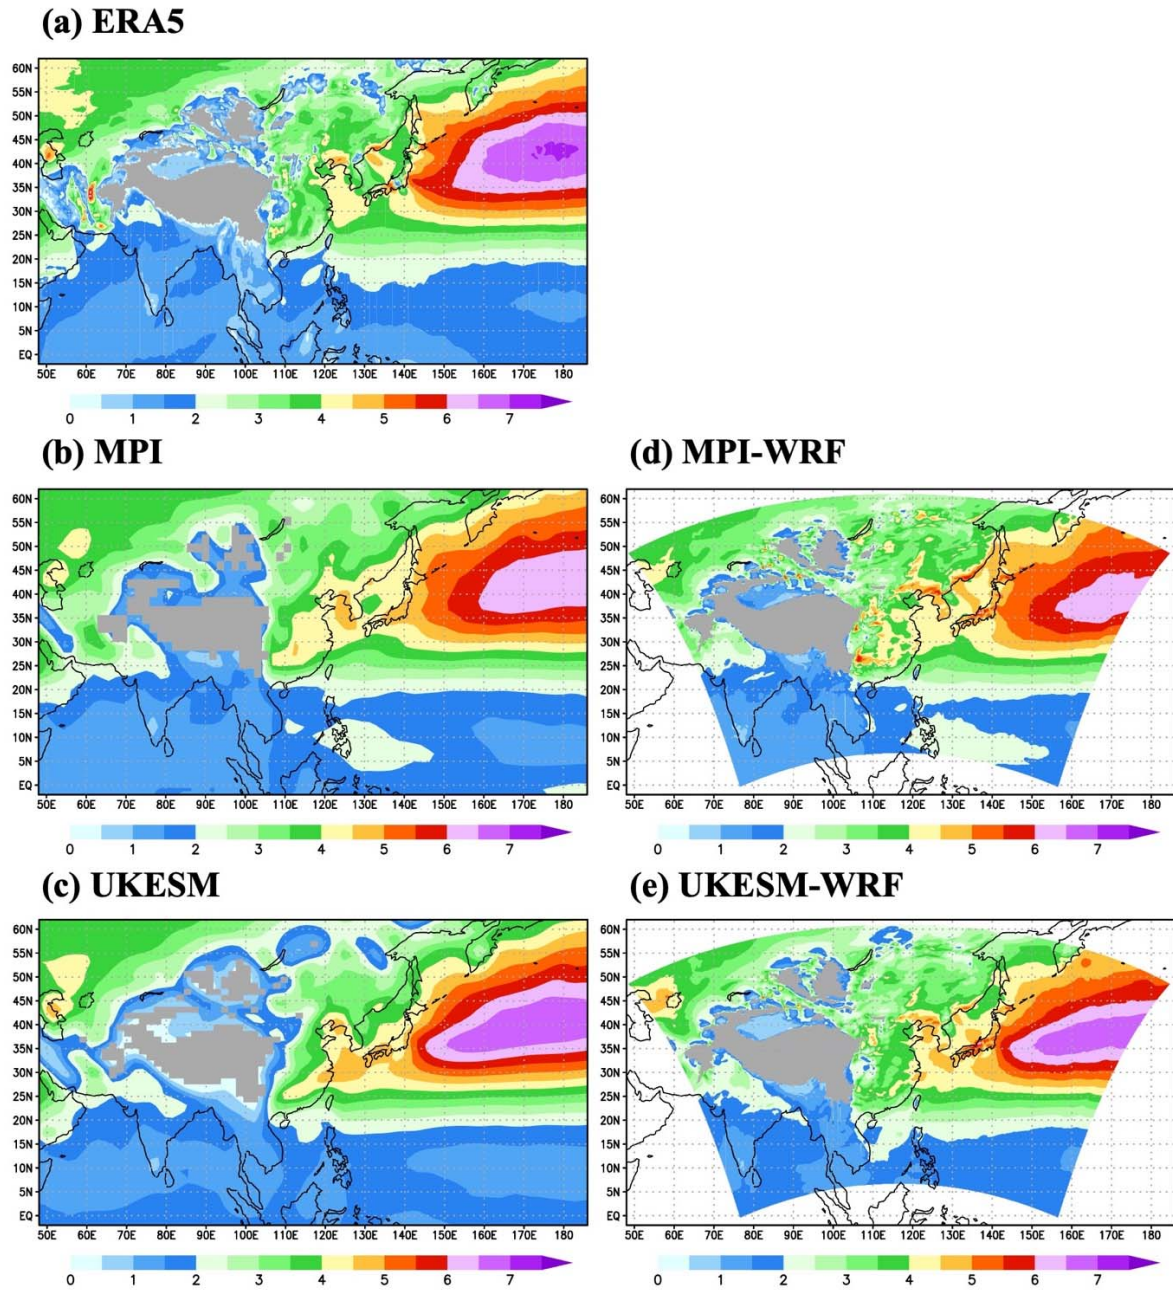 (a) ERA5
60N
55N
50N
45N
40N
35N
30N
25N
20N
15N
10N
5N
EQ
50E 60E 70E 80E 90E 100E 110E 120E 130E 140E 150E 160E 170E 180
0 1 2 3 4 5 6 7
(b) MPI
60N
55N
50N
45N
40N
35N
30N
25N
20N
15N
10N
5N
EQ
50E 60E 70E 80E 90E 100E 110E 120E 130E 140E 150E 160E 170E 180
0 1 2 3 4 5 6 7
(d) MPI-WRF
60N
55N
50N
45N
40N
35N
30N
25N
20N
15N
10N
5N
EQ
50E 60E 70E 80E 90E 100E 110E 120E 130E 140E 150E 160E 170E 180
0 1 2 3 4 5 6 7
(c) UKESM
60N
55N
50N
45N
40N
35N
30N
25N
20N
15N
10N
5N
EQ
50E 60E 70E 80E 90E 100E 110E 120E 130E 140E 150E 160E 170E 180
0 1 2 3 4 5 6 7
(e) UKESM-WRF
60N
55N
50N
45N
40N
35N
30N
25N
20N
15N
10N
5N
EQ
50E 60E 70E 80E 90E 100E 110E 120E 130E 140E 150E 160E 170E 180
0 1 2 3 4 5 6 7